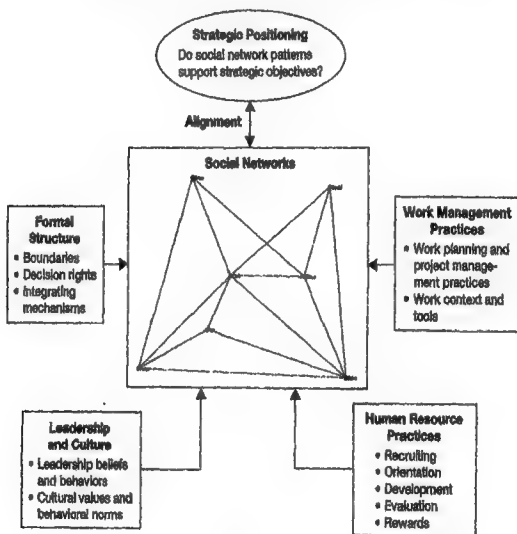 Strategic Positioning
Do social network patterns
support strategic objectives?
Alignment
Social Networks
Formal
Structure
• Boundaries
• Decision rights
• Integrating
mechanisms
Work Management
Practices
• Work planning and
project manage-
ment practices
• Work context and
tools
Leadership
and Culture
• Leadership beliefs
and behaviors
• Cultural values and
behavioral norms
Human Resource
Practices
• Recruiting
• Orientation
• Development
• Evaluation
• Rewards